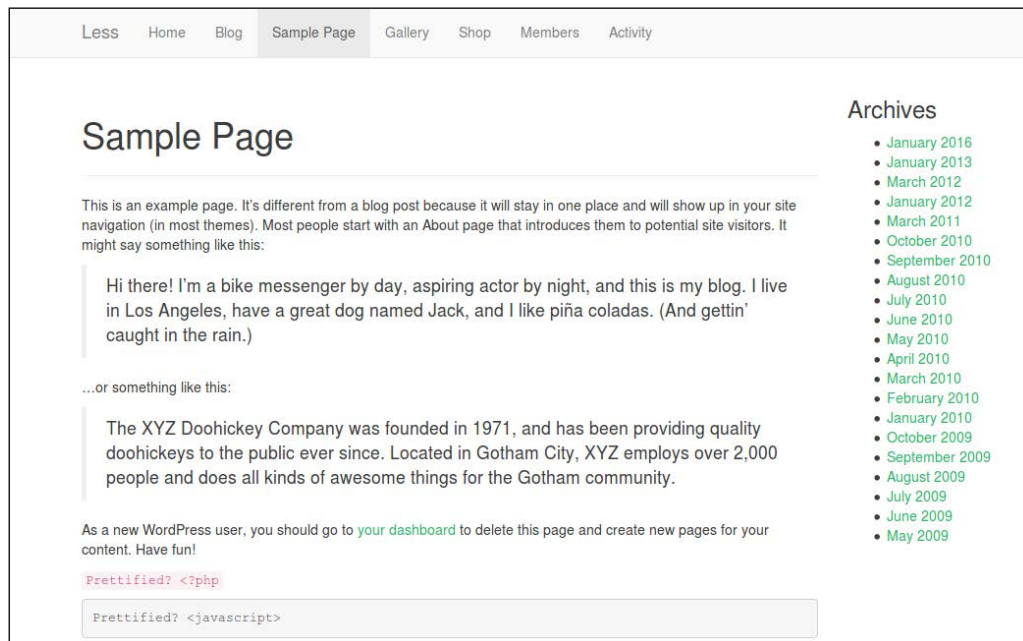 Less Home Blog Sample Page Gallery Shop Members Activity
Sample Page
This is an example page. It’s different from a blog post because it will stay in one place and will show up in your site
navigation (in most themes). Most people start with an About page that introduces them to potential site visitors. It
might say something like this:
Hi there! I’m a bike messenger by day, aspiring actor by night, and this is my blog. I live
in Los Angeles, have a great dog named Jack, and I like piña coladas. (And gettin’
caught in the rain.)
…or something like this:
The XYZ Doohickey Company was founded in 1971, and has been providing quality
doohickeys to the public ever since. Located in Gotham City, XYZ employs over 2,000
people and does all kinds of awesome things for the Gotham community.
As a new WordPress user, you should go to your dashboard to delete this page and create new pages for your
content. Have fun!
Prettified? <?php
Prettified? <javascript>
Archives
January 2016
January 2013
March 2012
January 2012
March 2011
October 2010
September 2010
August 2010
July 2010
June 2010
May 2010
April 2010
March 2010
February 2010
January 2010
October 2009
September 2009
August 2009
July 2009
June 2009
May 2009